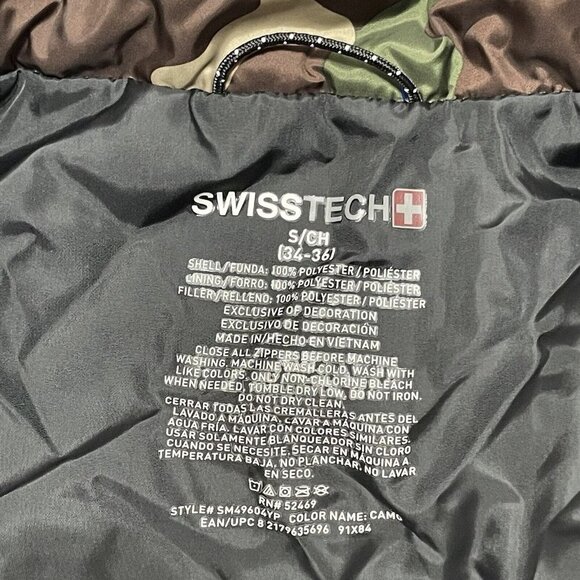 SWISSTECH
S/CH
(34-36)
SHELL/FUNDA: 100% POLYESTER / POLIÉSTER
LINING/FORRO: 100% POLYESTER / POLIÉSTER
FILLER/RELLENO: 100% POLYESTER / POLIÉSTER
EXCLUSIVE OF DECORATION
EXCLUSIVO DE DECORACIÓN
MADE IN/HECHO EN VIETNAM
CLOSE ALL ZIPPERS BEFORE MACHINE
WASHING. MACHINE WASH COLD, WASH WITH
LIKE COLORS, ONLY NON-CHLORINE BLEACH
WHEN NEEDED, TUMBLE DRY LOW, DO NOT IRON.
DO NOT DRY CLEAN.
CERRAR TODAS LAS CREMALLERAS ANTES DEL
LAVADO A MÁQUINA. LAVAR A MÁQUINA CON
AGUA FRÍA. LAVAR CON COLORES SIMILARES.
USAR SOLAMENTE BLANQUEADOR SIN CLORO
CUANDO SE NECESITE. SECAR EN MÁQUINA A
TEMPERATURA BAJA. NO PLANCHAR. NO LAVAR
EN SECO.
RN# 52469
STYLE# SM49604YP COLOR NAME: CAMO
EAN/UPC 8 2179635696 91X84